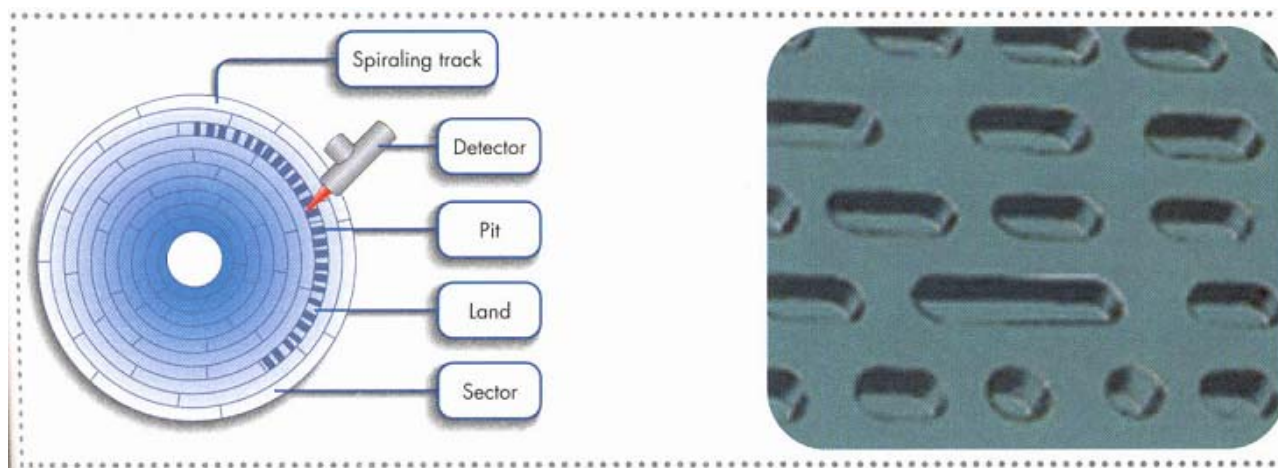 Spiraling track
Detector
Pit
Land
Sector